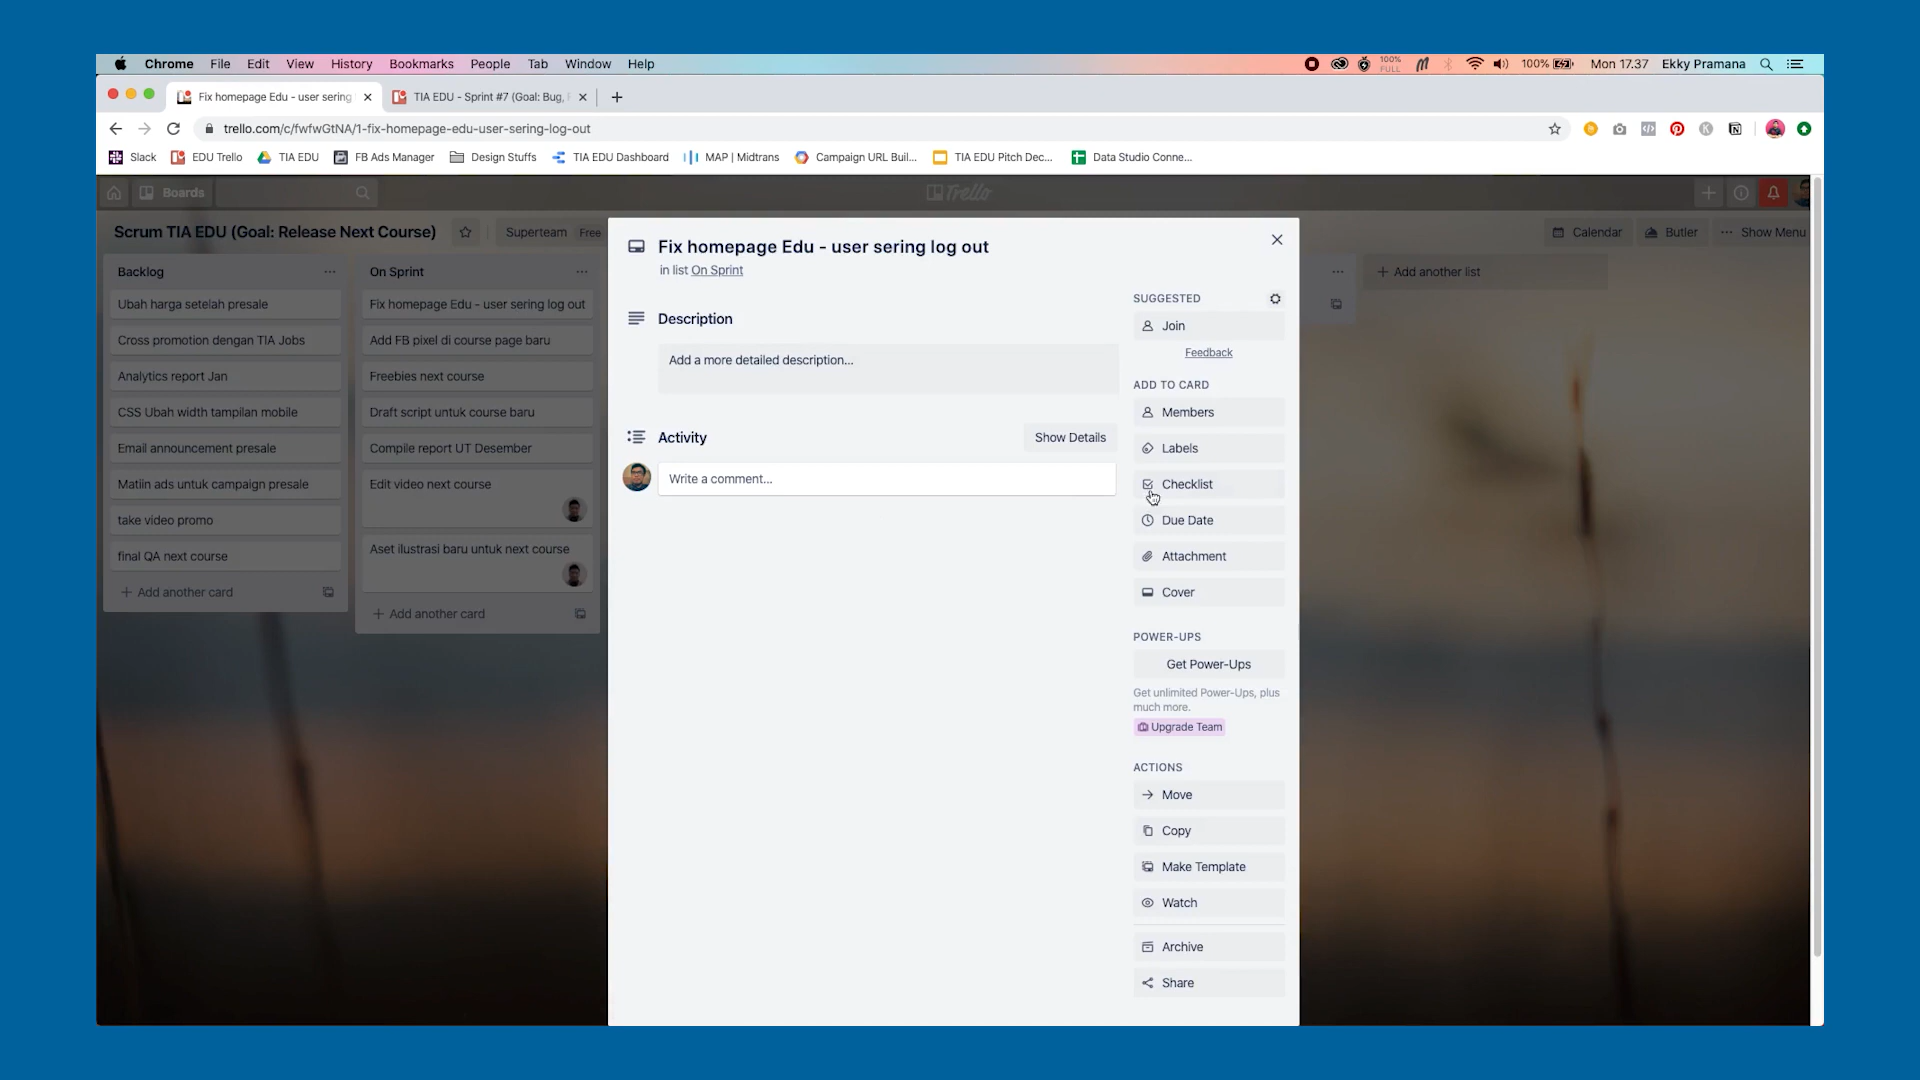 Chrome File Edit View History Bookmarks People Tab Window Help 100% FULL 100% Mon 17.37 Ekky Pramana
Fix homepage Edu - user sering TIA EDU - Sprint #7 (Goal: Bug,
trello.com/c/fwfwGtNA/1-fix-homepage-edu-user-sering-log-out
Slack EDU Trello TIA EDU FB Ads Manager Design Stuffs TIA EDU Dashboard MAP | Midtrans Campaign URL Buil... TIA EDU Pitch Dec... Data Studio Conne...
Boards Trello
Scrum TIA EDU (Goal: Release Next Course) Superteam Free Calendar Butler Show Menu
Backlog
Ubah harga setelah presale
Cross promotion dengan TIA Jobs
Analytics report Jan
CSS Ubah width tampilan mobile
Email announcement presale
Matiin ads untuk campaign presale
take video promo
final QA next course
+ Add another card
On Sprint
Fix homepage Edu - user sering log out
Add FB pixel di course page baru
Freebies next course
Draft script untuk course baru
Compile report UT Desember
Edit video next course
Aset ilustrasi baru untuk next course
+ Add another card
Fix homepage Edu - user sering log out
in list On Sprint
Description
Add a more detailed description...
Activity
Show Details
Write a comment...
SUGGESTED
Join
Feedback
ADD TO CARD
Members
Labels
Checklist
Due Date
Attachment
Cover
POWER-UPS
Get Power-Ups
Get unlimited Power-Ups, plus
much more.
Upgrade Team
ACTIONS
Move
Copy
Make Template
Watch
Archive
Share
+ Add another list